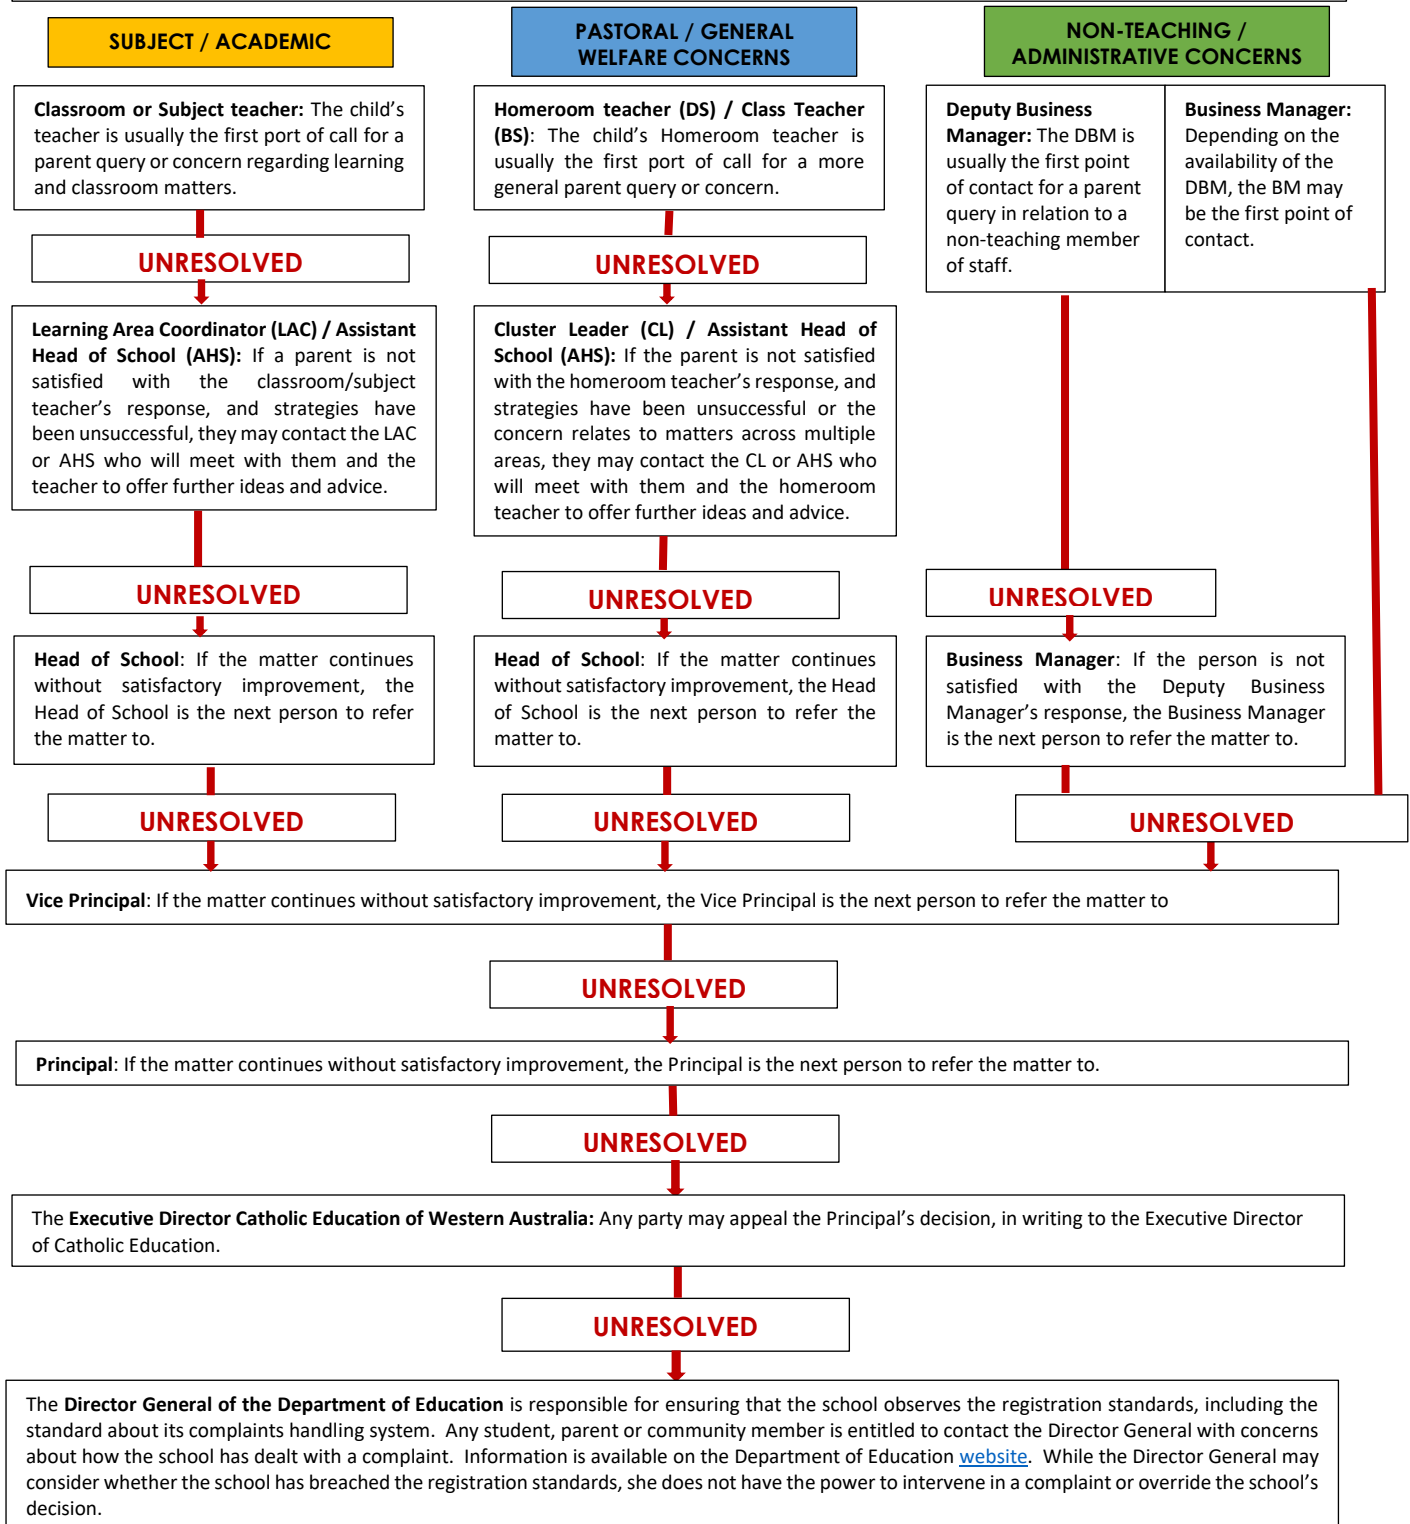 SUBJECT / ACADEMIC
PASTORAL / GENERAL
WELFARE CONCERNS
NON-TEACHING /
ADMINISTRATIVE CONCERNS
Classroom or Subject teacher: The child's
teacher is usually the first port of call for a
parent query or concern regarding learning
and classroom matters.
Homeroom teacher (DS) / Class Teacher
(BS): The child's Homeroom teacher is
usually the first port of call for a more
general parent query or concern.
Deputy Business
Manager: The DBM is
usually the first point
of contact for a parent
query in relation to a
non-teaching member
of staff.
Business Manager:
Depending on the
availability of the
DBM, the BM may
be the first point of
contact.
UNRESOLVED
UNRESOLVED
Learning Area Coordinator (LAC) / Assistant
Head of School (AHS): If a parent is not
satisfied with the classroom/subject
teacher's response, and strategies have
been unsuccessful, they may contact the LAC
or AHS who will meet with them and the
teacher to offer further ideas and advice.
Cluster Leader (CL) / Assistant Head of
School (AHS): If the parent is not satisfied
with the homeroom teacher's response, and
strategies have been unsuccessful or the
concern relates to matters across multiple
areas, they may contact the CL or AHS who
will meet with them and the homeroom
teacher to offer further ideas and advice.
UNRESOLVED
UNRESOLVED
UNRESOLVED
Head of School: If the matter continues
without satisfactory improvement, the
Head of School is the next person to refer
the matter to.
Head of School: If the matter continues
without satisfactory improvement, the Head
of School is the next person to refer the
matter to.
Business Manager: If the person is not
satisfied with the Deputy Business
Manager's response, the Business Manager
is the next person to refer the matter to.
UNRESOLVED
UNRESOLVED
UNRESOLVED
Vice Principal: If the matter continues without satisfactory improvement, the Vice Principal is the next person to refer the matter to
UNRESOLVED
Principal: If the matter continues without satisfactory improvement, the Principal is the next person to refer the matter to.
UNRESOLVED
The Executive Director Catholic Education of Western Australia: Any party may appeal the Principal's decision, in writing to the Executive Director
of Catholic Education.
UNRESOLVED
The Director General of the Department of Education is responsible for ensuring that the school observes the registration standards, including the
standard about its complaints handling system. Any student, parent or community member is entitled to contact the Director General with concerns
about how the school has dealt with a complaint. Information is available on the Department of Education website. While the Director General may
consider whether the school has breached the registration standards, she does not have the power to intervene in a complaint or override the school's
decision.